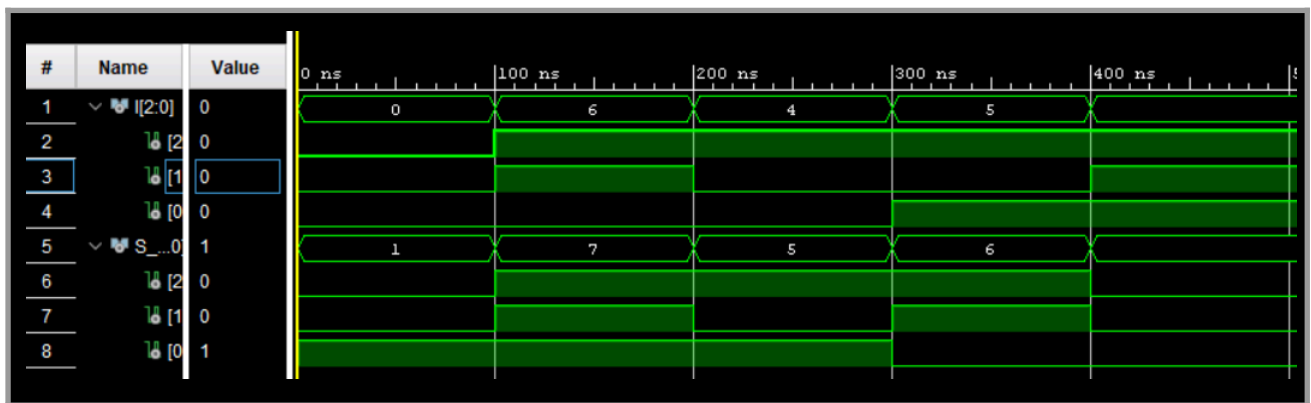 # Name Value 0 ns 100 ns 200 ns 300 ns 400 ns
1 I[2:0] 0 0 6 4 5
2 [2 0
3 [1 0
4 [0 0
5 S_...0] 1 1 7 5 6
6 [2 0
7 [1 0
8 [0 1